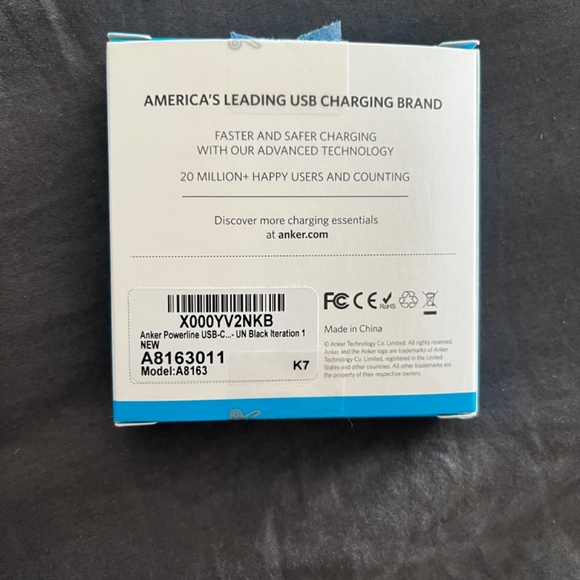 AMERICA'S LEADING USB CHARGING BRAND
FASTER AND SAFER CHARGING
WITH OUR ADVANCED TECHNOLOGY
20 MILLION+ HAPPY USERS AND COUNTING
Discover more charging essentials
at anker.com
X000YV2NKB
Anker Powerline USB-C...- UN Black Iteration 1
NEW
A8163011
Model:A8163
K7
FC CE RoHS
Made in China
© Anker Technology Co. Limited. All rights reserved.
Anker and the Anker logo are trademarks of Anker
Technology Co. Limited, registered in the United
States and other countries. All other trademarks are
the property of their respective owners.